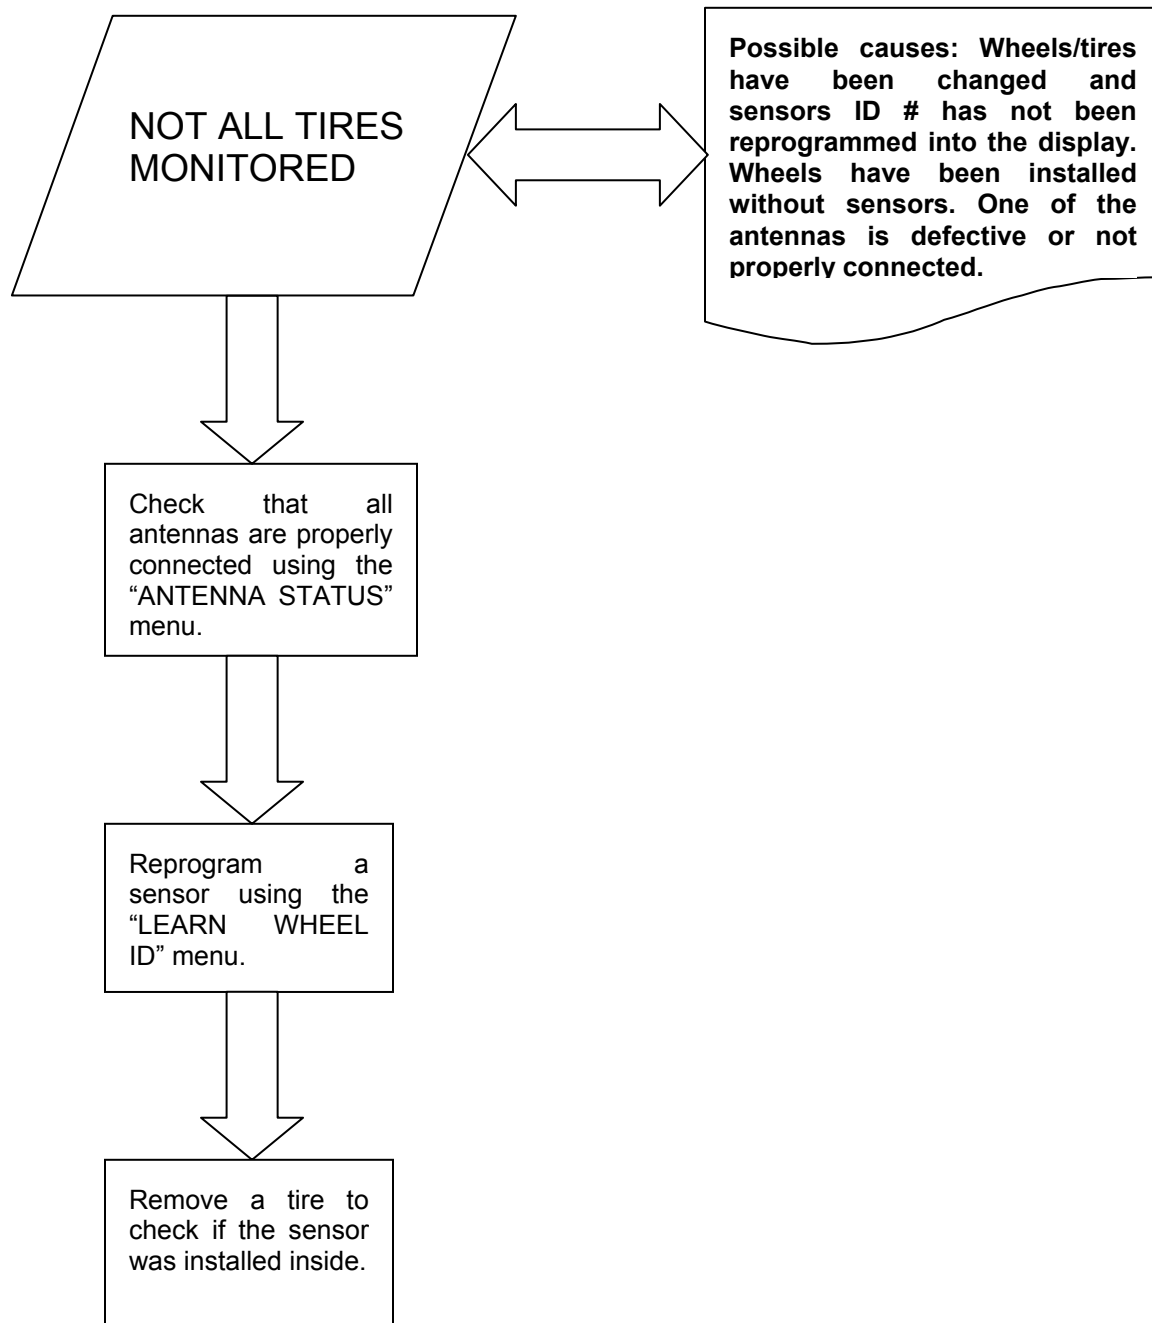 NOT ALL TIRES
MONITORED
Possible causes: Wheels/tires
have been changed and
sensors ID # has not been
reprogrammed into the display.
Wheels have been installed
without sensors. One of the
antennas is defective or not
properly connected.
Check that all
antennas are properly
connected using the
“ANTENNA STATUS”
menu.
Reprogram a
sensor using the
“LEARN WHEEL
ID” menu.
Remove a tire to
check if the sensor
was installed inside.